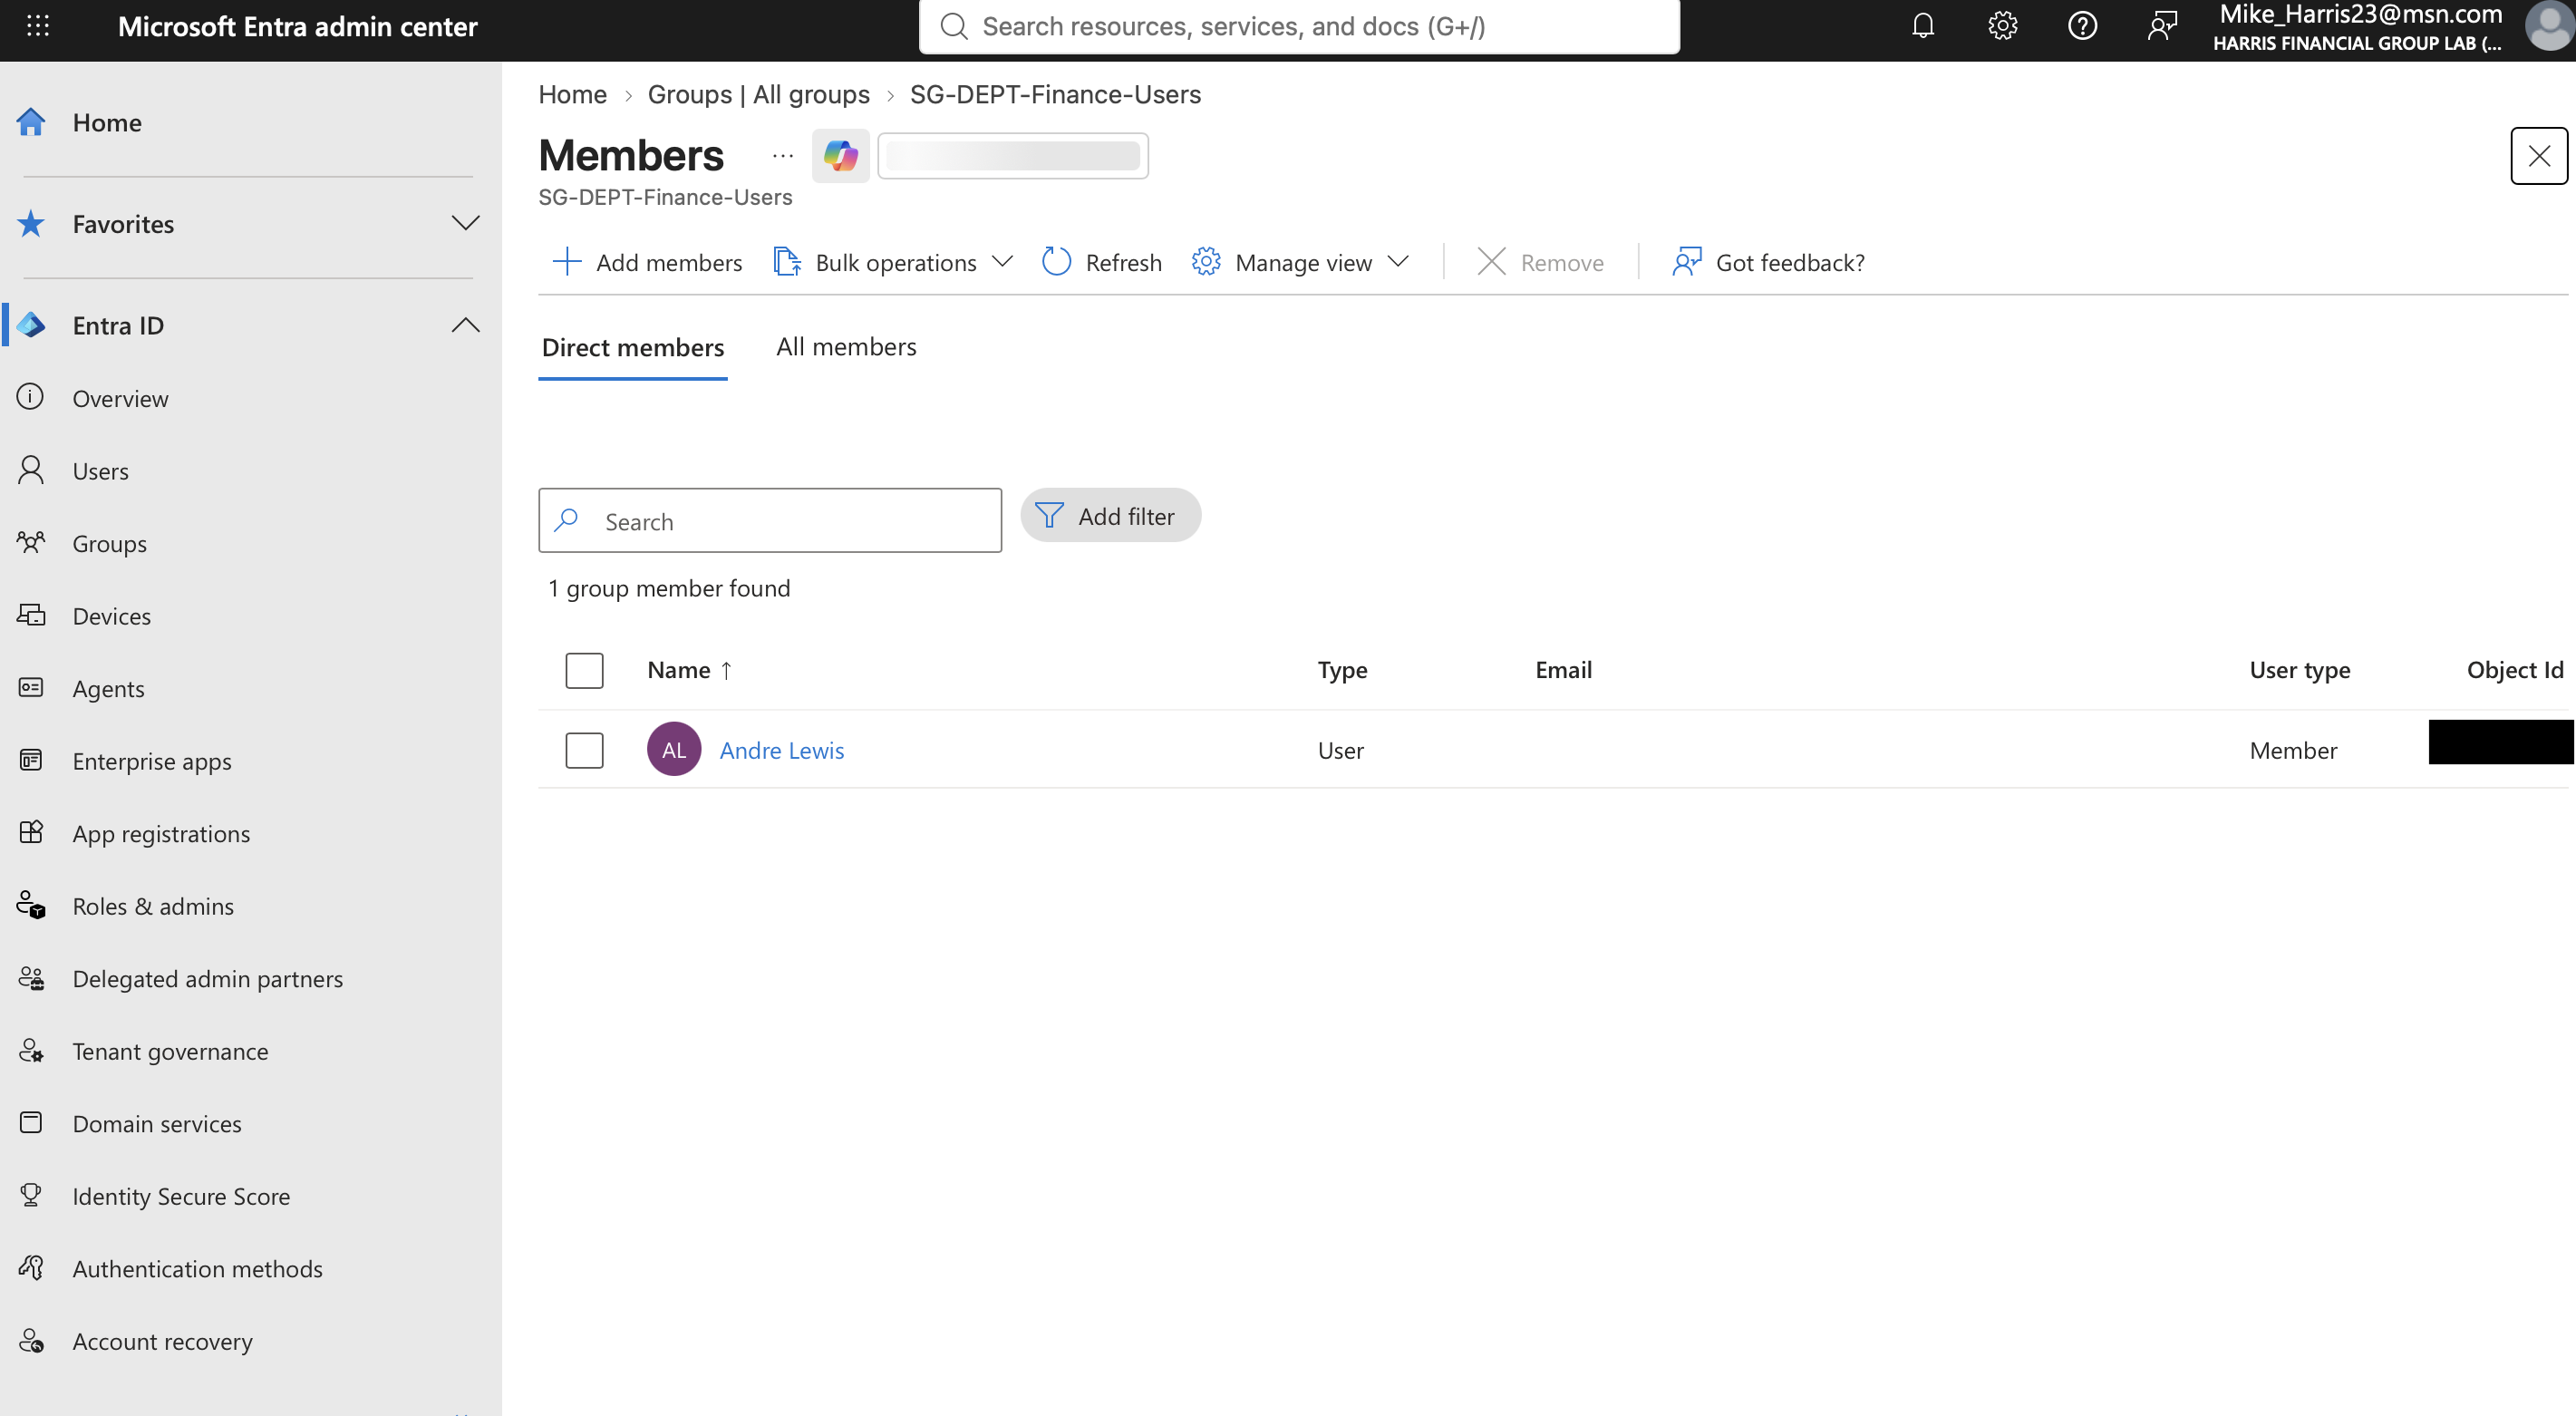 Microsoft Entra admin center
Search resources, services, and docs (G+/)
Mike_Harris23@msn.com
HARRIS FINANCIAL GROUP LAB (...
Home
Favorites
Entra ID
Overview
Users
Groups
Devices
Agents
Enterprise apps
App registrations
Roles & admins
Delegated admin partners
Tenant governance
Domain services
Identity Secure Score
Authentication methods
Account recovery
Home > Groups | All groups > SG-DEPT-Finance-Users
Members ...
SG-DEPT-Finance-Users
Add members Bulk operations Refresh Manage view Remove Got feedback?
Direct members All members
Search Add filter
1 group member found
Name ↑ Type Email User type Object Id
AL Andre Lewis User Member